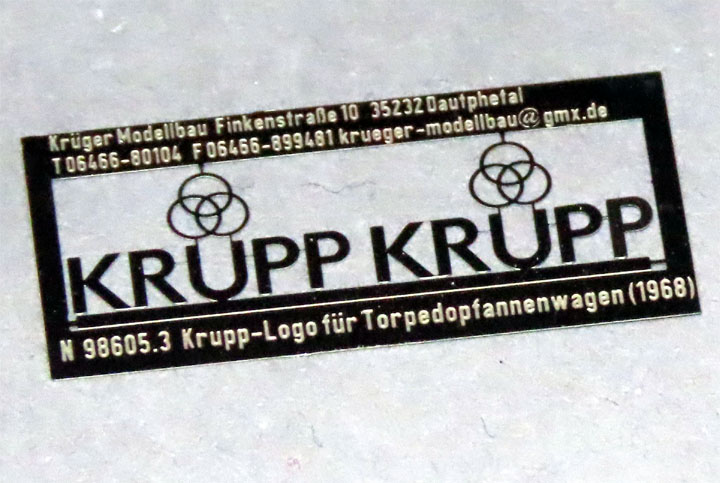 Krüger Modellbau Finkenstraße 10 35232 Dautphetal
T 06466-80104 F 06466-899481 krueger-modellbau@gmx.de
KRUPP KRUPP
N 98605.3 Krupp-Logo für Torpedopfannenwagen (1968)